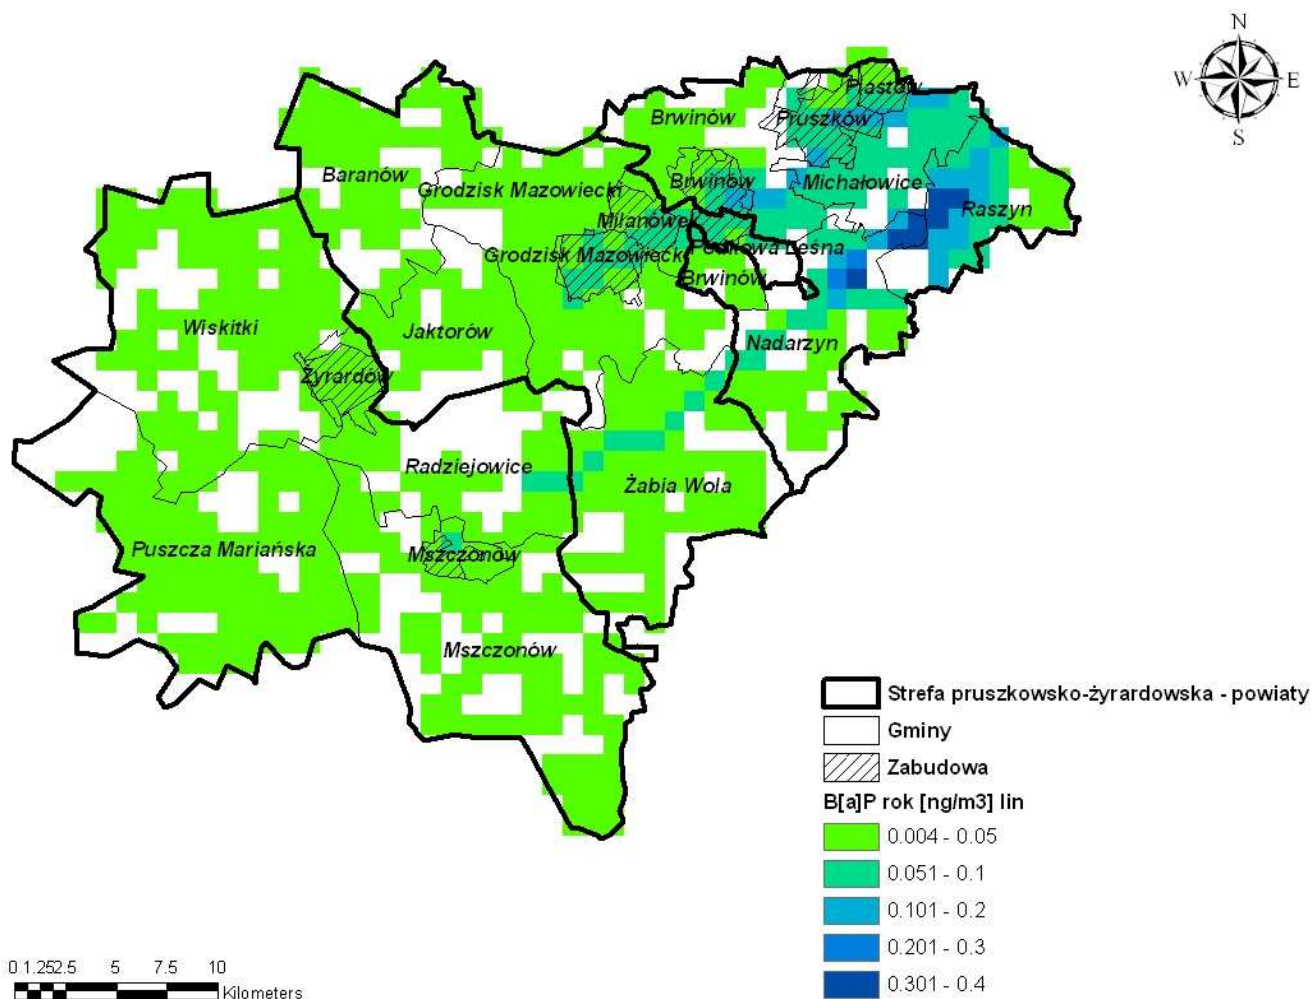 N
W E
S
Piastów
Brwinów
Pruszków
Baranów
Grodzisk Mazowiecki
Brwinów
Michałowice
Raszyn
Milanówek
Grodzisk Mazowiecki
Podkowa Leśna
Brwinów
Wiskitki
Jaktorów
Nadarzyn
Żyrardów
Radziejowice
Żabia Wola
Puszcza Mariańska
Mszczonów
Mszczonów
Strefa pruszkowsko-żyrardowska - powiaty
Gminy
Zabudowa
B[a]P rok [ng/m3] lin
0.004 - 0.05
0.051 - 0.1
0.101 - 0.2
0.201 - 0.3
0.301 - 0.4
0 1.252.5 5 7.5 10
Kilometers